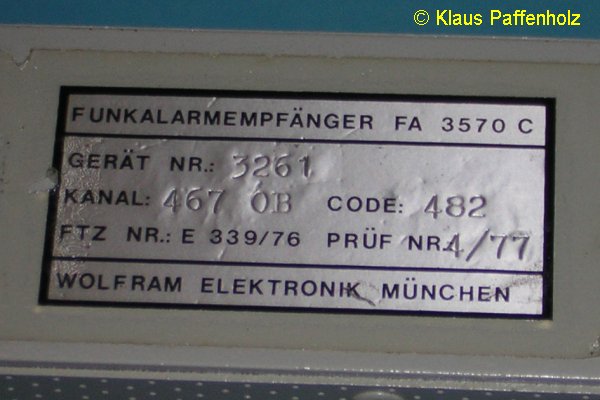 © Klaus Paffenholz
FUNKALARMEMPFÄNGER FA 3570 C
GERÄT NR.: 3261
KANAL: 467 OB CODE: 482
FTZ NR.: E 339/76 PRÜF NR. 4/77
WOLFRAM ELEKTRONIK MÜNCHEN